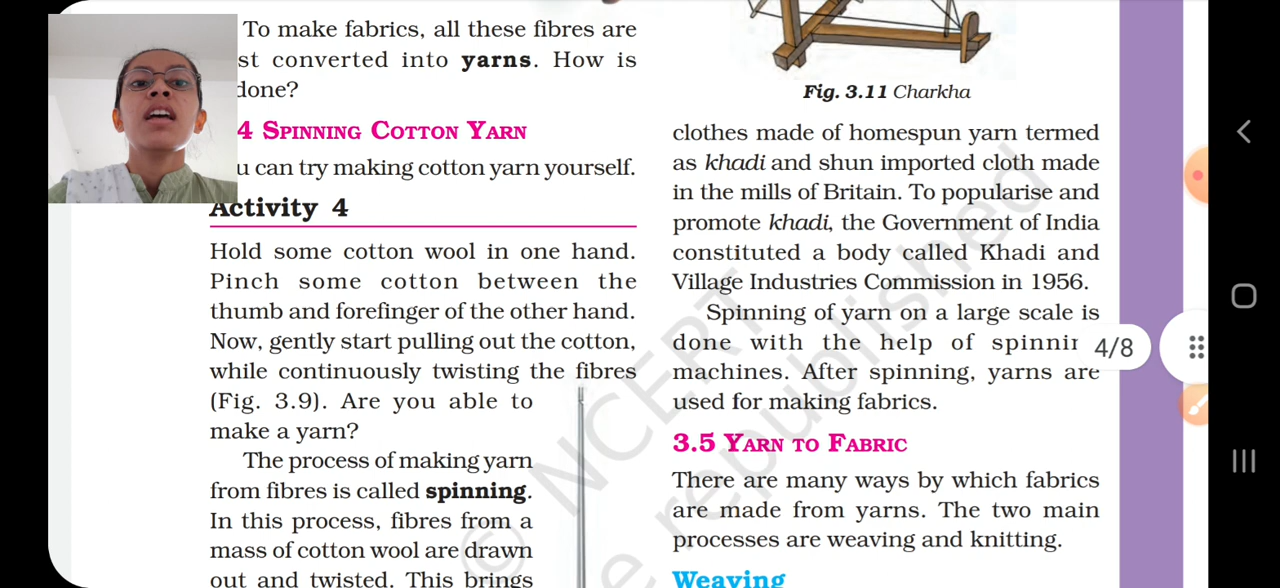 To make fabrics, all these fibres are
st converted into yarns. How is
done?
4 SPINNING COTTON YARN
u can try making cotton yarn yourself.
Activity 4
Hold some cotton wool in one hand.
Pinch some cotton between the
thumb and forefinger of the other hand.
Now, gently start pulling out the cotton,
while continuously twisting the fibres
(Fig. 3.9). Are you able to
make a yarn?
The process of making yarn
from fibres is called spinning.
In this process, fibres from a
mass of cotton wool are drawn
out and twisted. This brings
Fig. 3.11 Charkha
clothes made of homespun yarn termed
as khadi and shun imported cloth made
in the mills of Britain. To popularise and
promote khadi, the Government of India
constituted a body called Khadi and
Village Industries Commission in 1956.
Spinning of yarn on a large scale is
done with the help of spinnin
machines. After spinning, yarns are
used for making fabrics.
3.5 YARN TO FABRIC
There are many ways by which fabrics
are made from yarns. The two main
processes are weaving and knitting.
Weaving
4/8
© NCERT
e republished